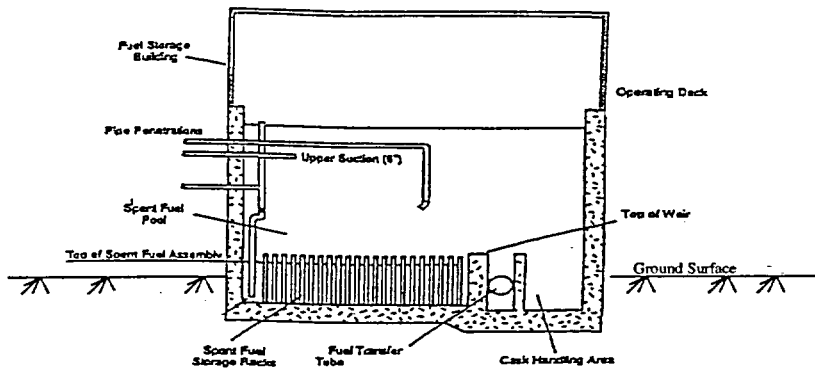 Fuel Storage
Building
Operating Deck
Pipe Penetrations
Upper Suction (6")
Spent Fuel
Pool
Top of Weir
Top of Spent Fuel Assembly
Ground Surface
Spent Fuel
Storage Racks
Fuel Transfer
Tube
Cask Handling Area